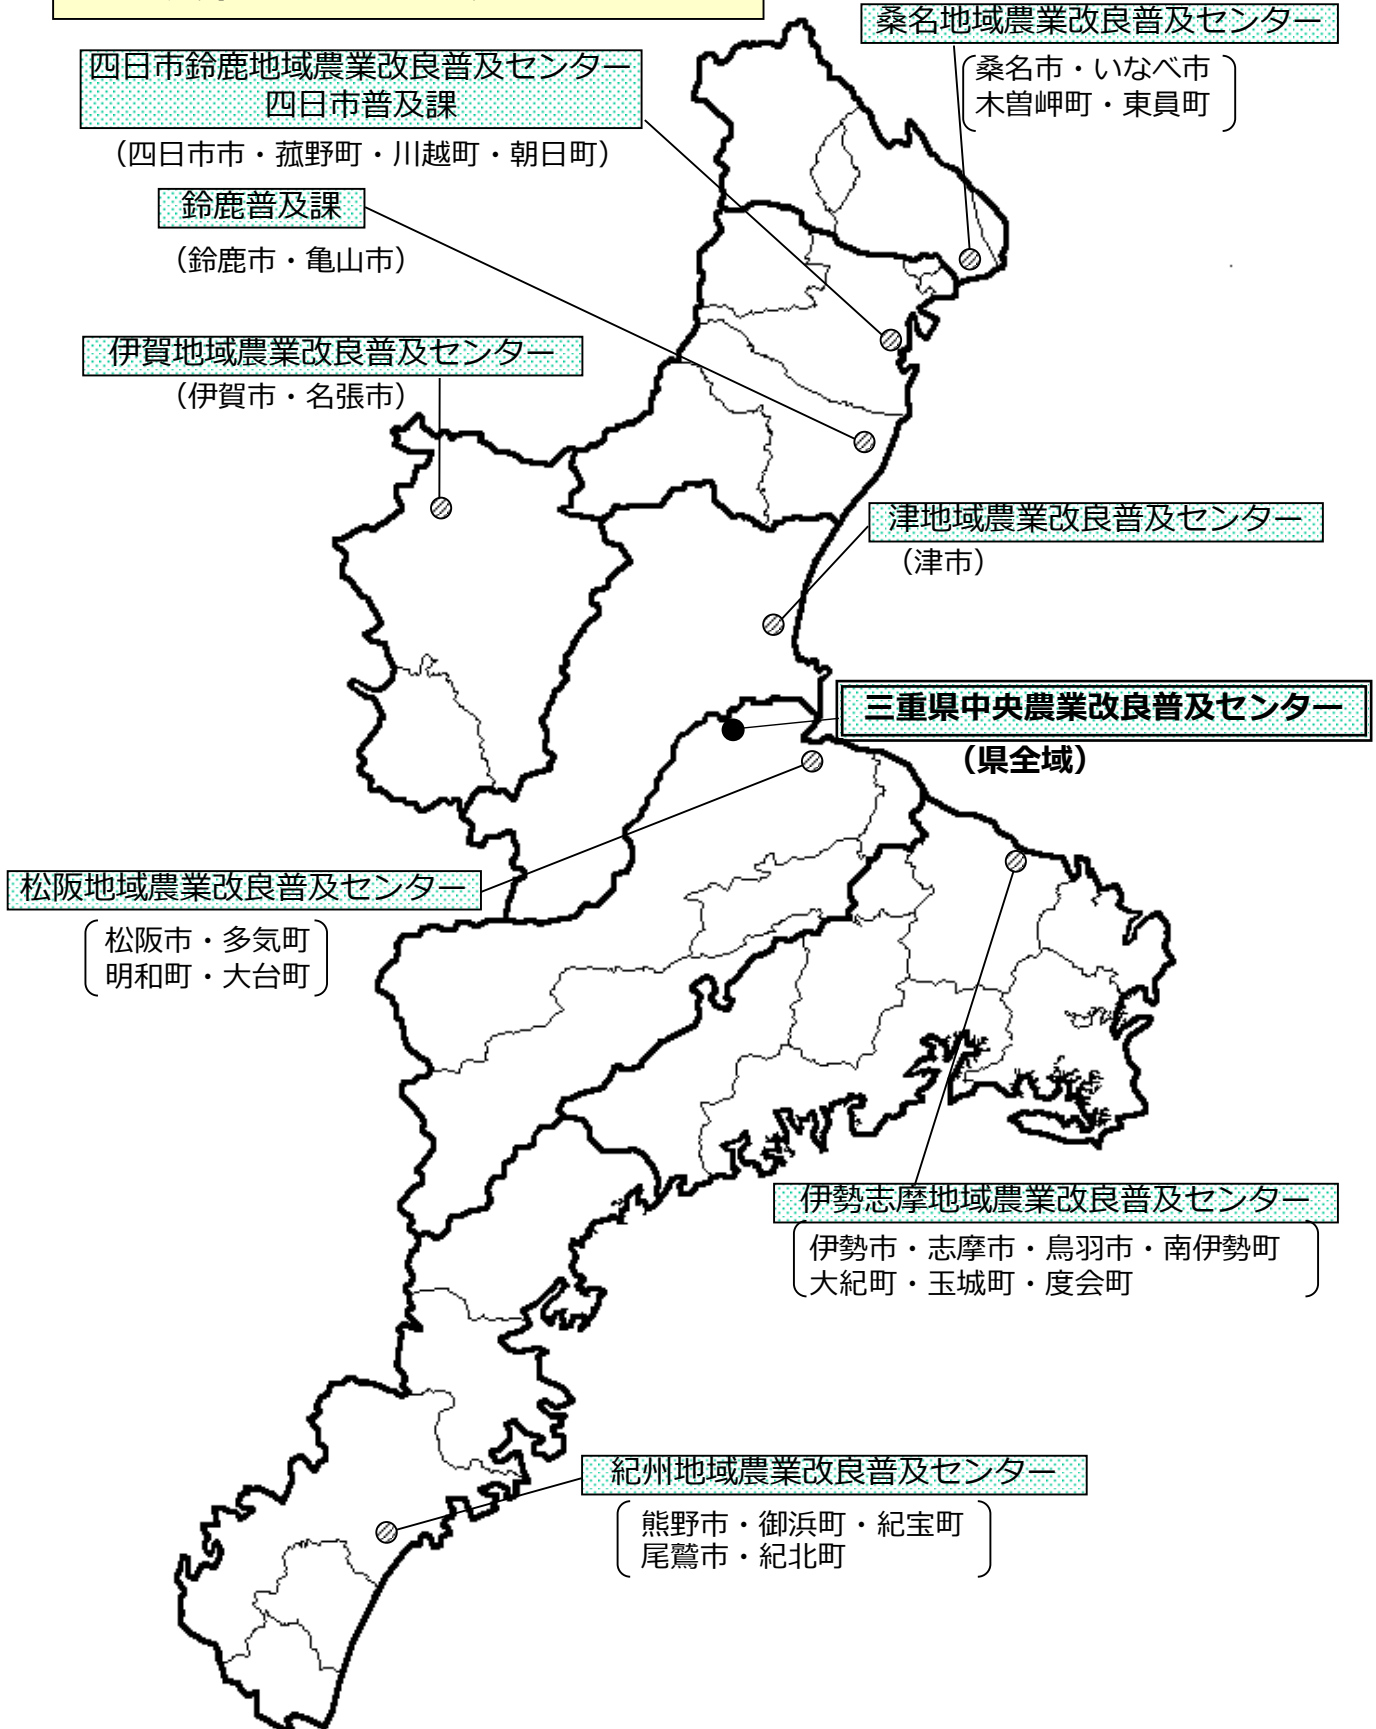 桑名地域農業改良普及センター
桑名市・いなべ市
木曽岬町・東員町
四日市鈴鹿地域農業改良普及センター
四日市普及課
（四日市市・菰野町・川越町・朝日町）
鈴鹿普及課
（鈴鹿市・亀山市）
伊賀地域農業改良普及センター
（伊賀市・名張市）
津地域農業改良普及センター
（津市）
三重県中央農業改良普及センター
（県全域）
松阪地域農業改良普及センター
松阪市・多気町
明和町・大台町
伊勢志摩地域農業改良普及センター
伊勢市・志摩市・鳥羽市・南伊勢町
大紀町・玉城町・度会町
紀州地域農業改良普及センター
熊野市・御浜町・紀宝町
尾鷲市・紀北町